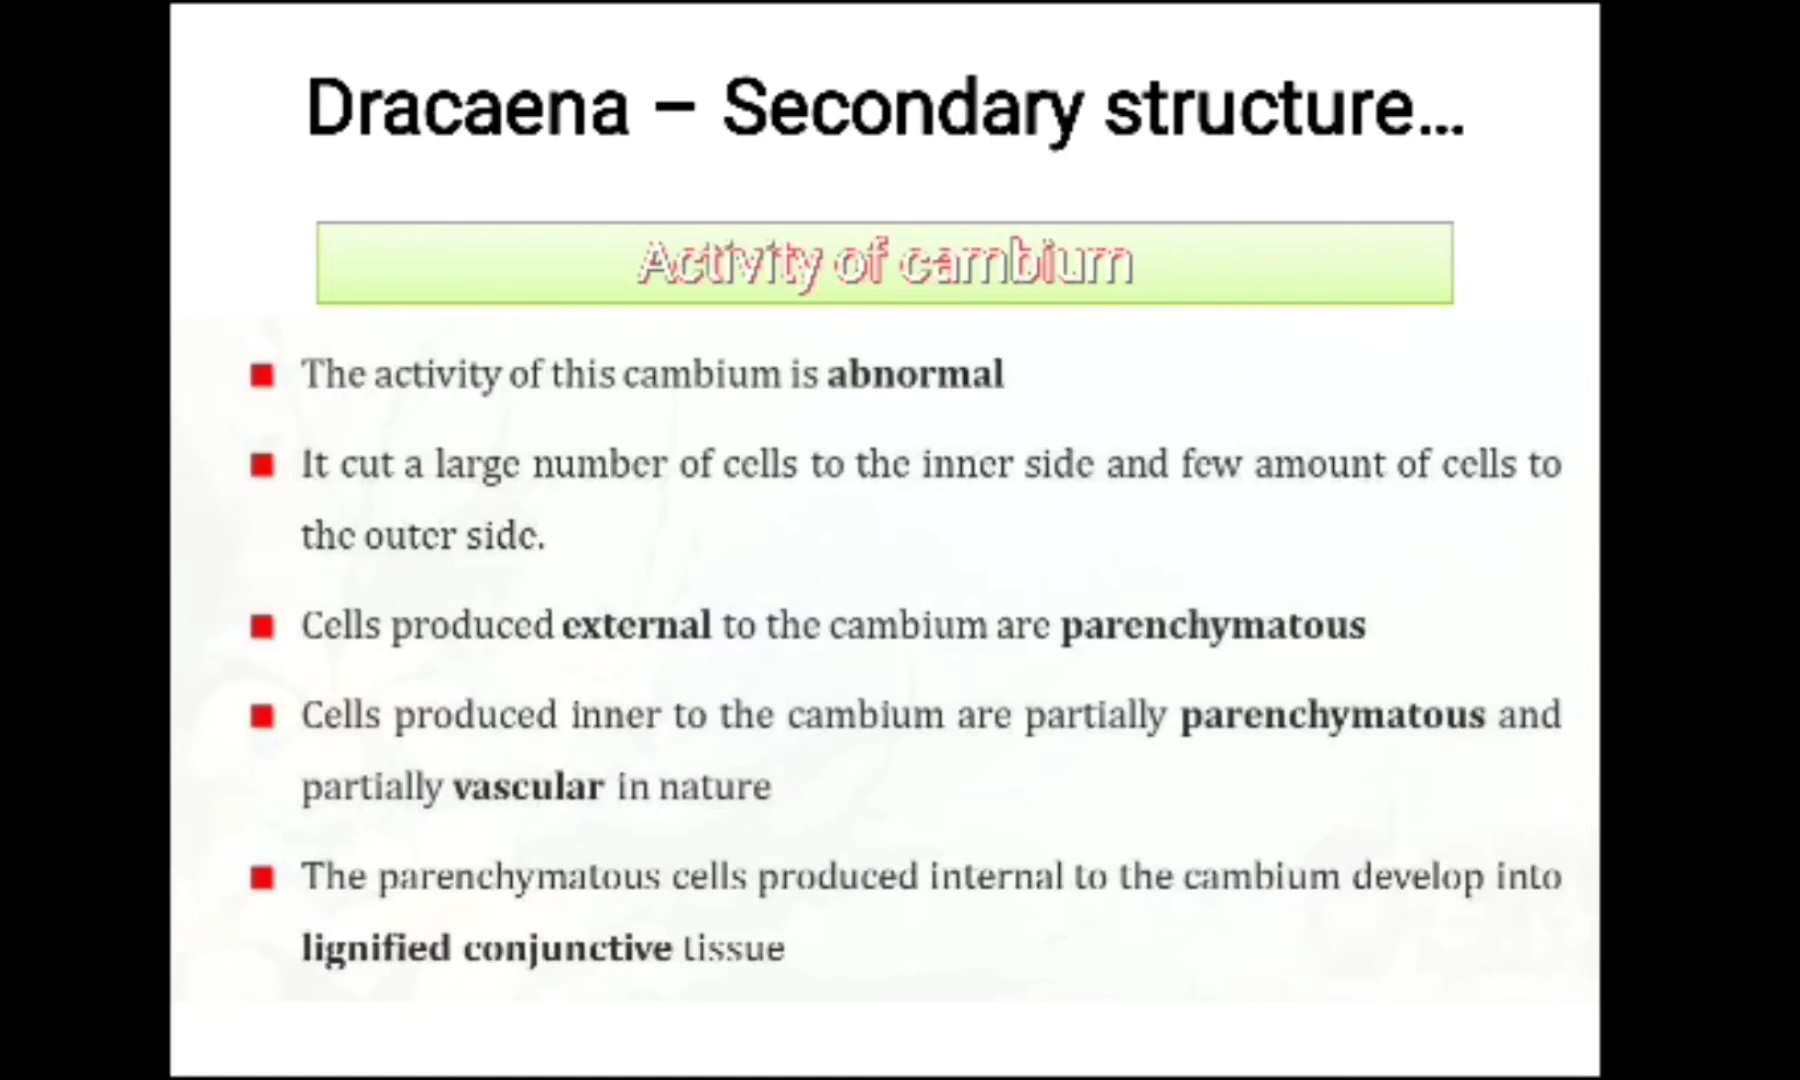 Dracaena – Secondary structure...
Activity of cambium
The activity of this cambium is abnormal
It cut a large number of cells to the inner side and few amount of cells to
the outer side.
Cells produced external to the cambium are parenchymatous
Cells produced inner to the cambium are partially parenchymatous and
partially vascular in nature
The parenchymatous cells produced internal to the cambium develop into
lignified conjunctive tissue